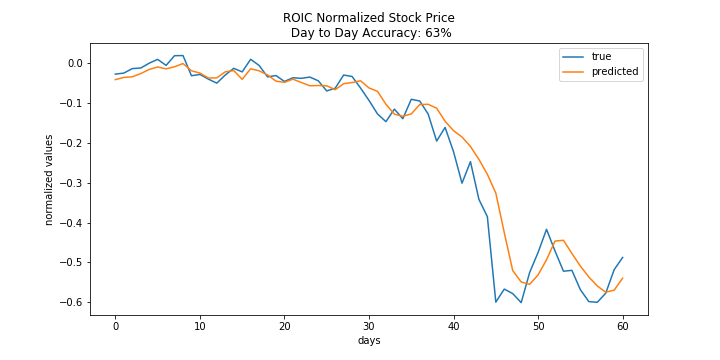 ROIC Normalized Stock Price
Day to Day Accuracy: 63%
true
predicted
normalized values
0.0
−0.1
−0.2
−0.3
−0.4
−0.5
−0.6
0
10
20
30
40
50
60
days